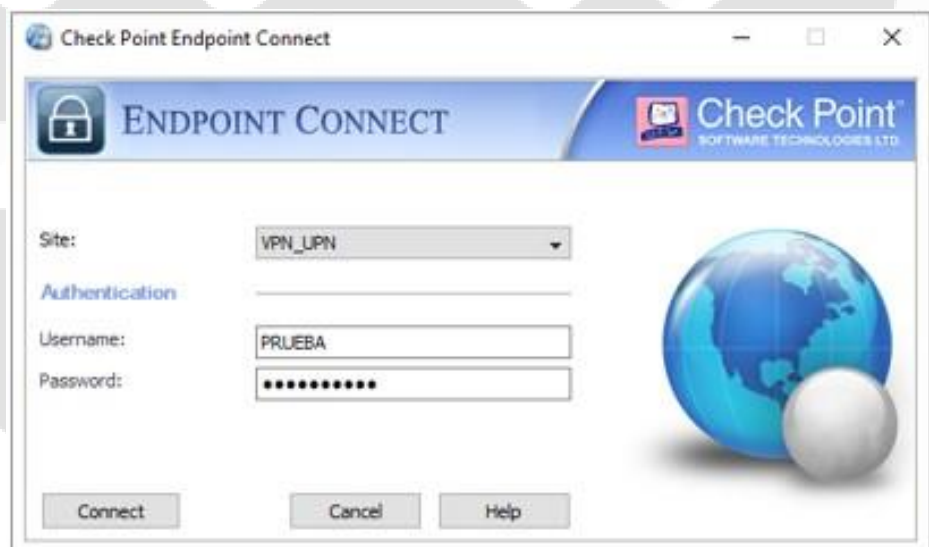 Check Point Endpoint Connect
ENDPOINT CONNECT
Check Point
SOFTWARE TECHNOLOGIES LTD.
Site:
VPN_UPN
Authentication
Username:
PRUEBA
Password:
••••••••••
Connect
Cancel
Help